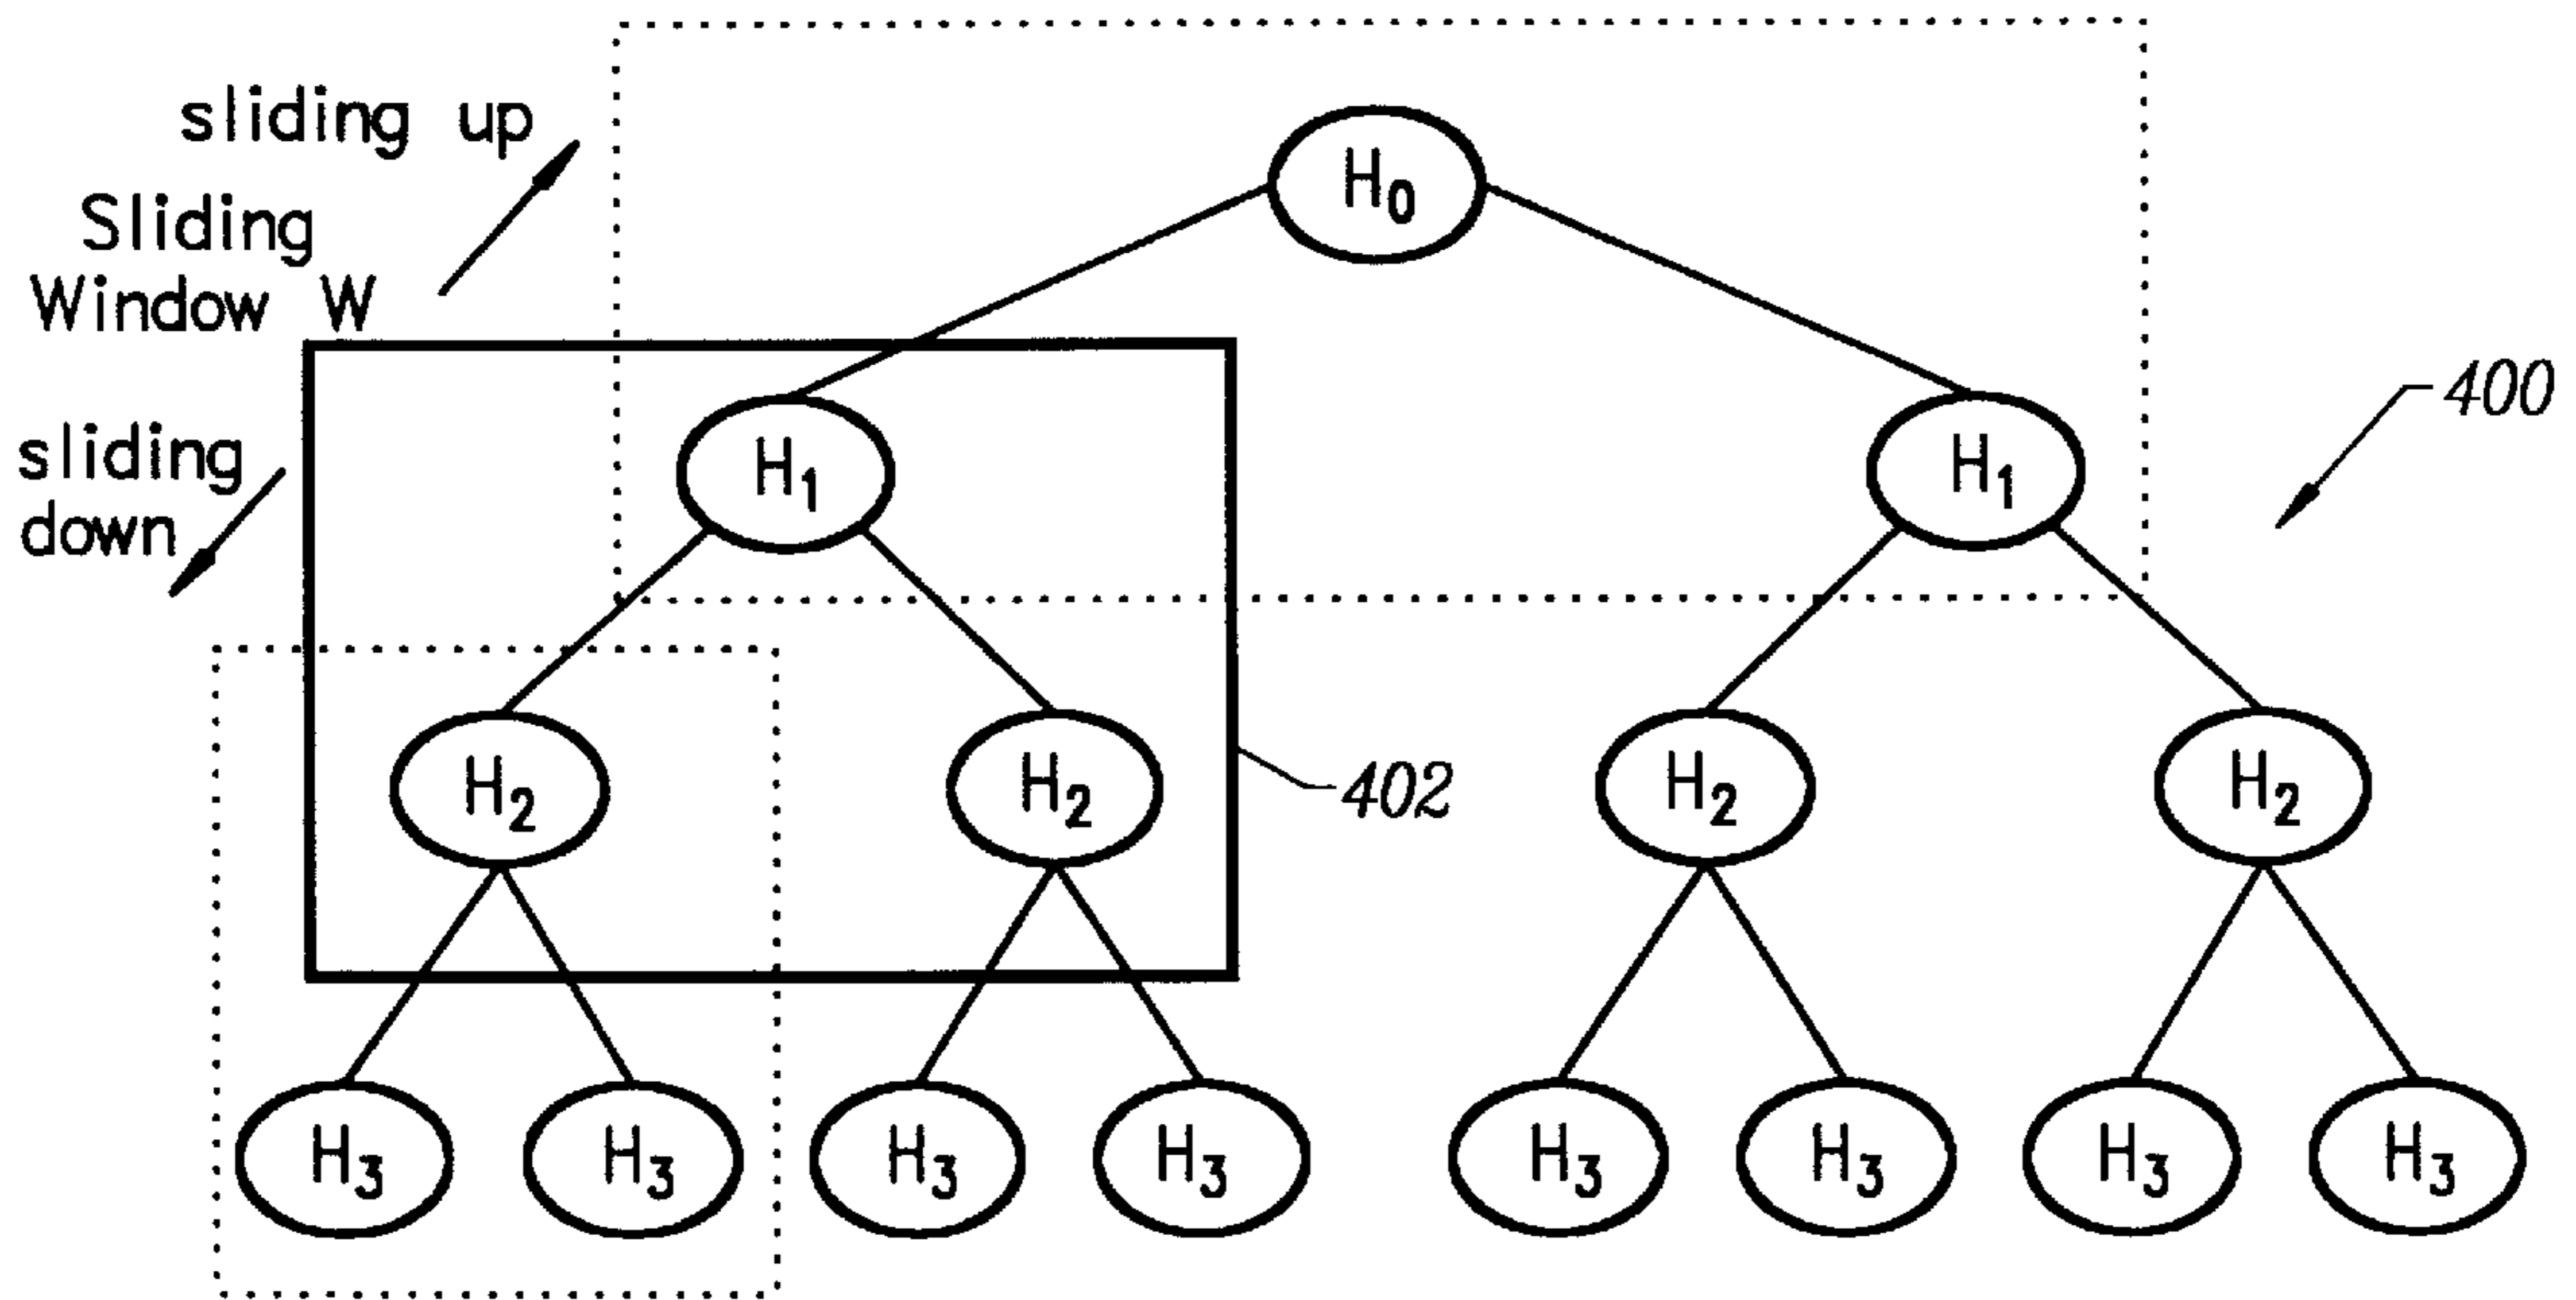 sliding up
Sliding
Window W
sliding
down
H₀
H₁ H₁
400
H₂ H₂ H₂ H₂
402
H₃ H₃ H₃ H₃ H₃ H₃ H₃ H₃